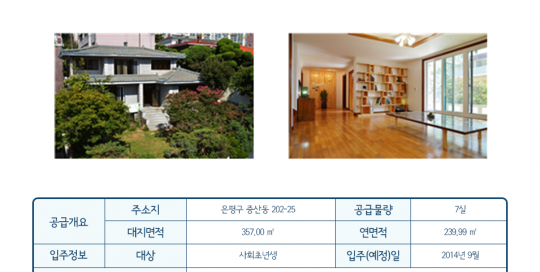 공급개요 주소지 은평구 증산동 202-25 공급물량 7실
대지면적 357.00 ㎡ 연면적 239.99 ㎡
입주정보 대상 사회초년생 입주(예정)일 2014년 9월